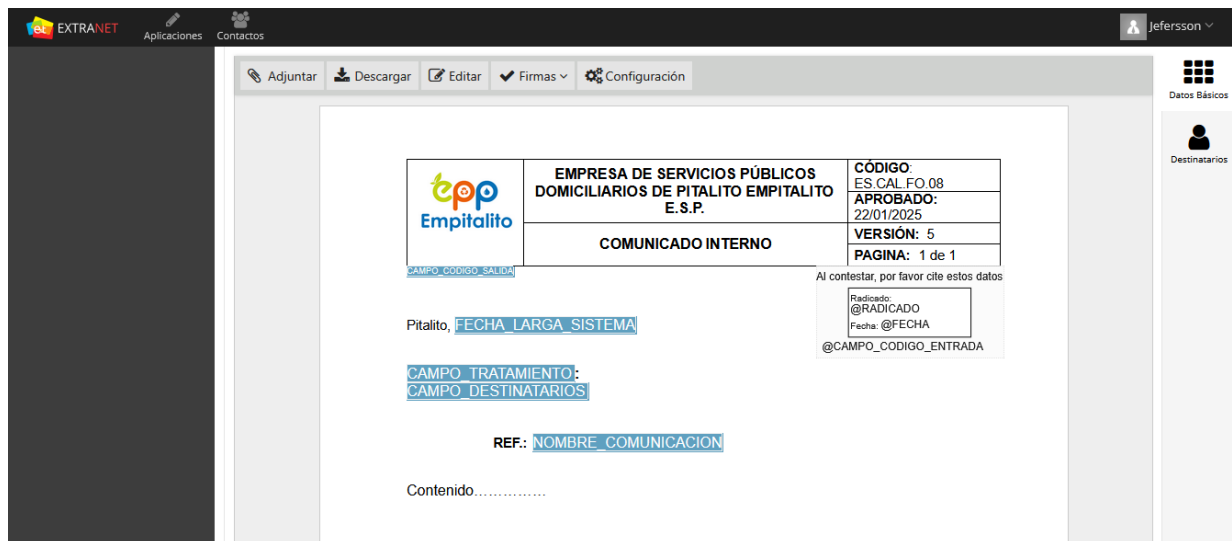 et EXTRANET
Aplicaciones
Contactos
Jefersson
Adjuntar
Descargar
Editar
Firmas
Configuración
Datos Básicos
Destinatarios
epp
Empitalito
EMPRESA DE SERVICIOS PÚBLICOS
DOMICILIARIOS DE PITALITO EMPITALITO
E.S.P.
COMUNICADO INTERNO
CÓDIGO:
ES.CAL.FO.08
APROBADO:
22/01/2025
VERSIÓN: 5
PAGINA: 1 de 1
CAMPO_CODIGO_SALIDA
Al contestar, por favor cite estos datos
Radicado:
@RADICADO
Fecha: @FECHA
@CAMPO_CODIGO_ENTRADA
Pitalito, FECHA_LARGA_SISTEMA
CAMPO_TRATAMIENTO :
CAMPO_DESTINATARIOS
REF.: NOMBRE_COMUNICACION
Contenido……………